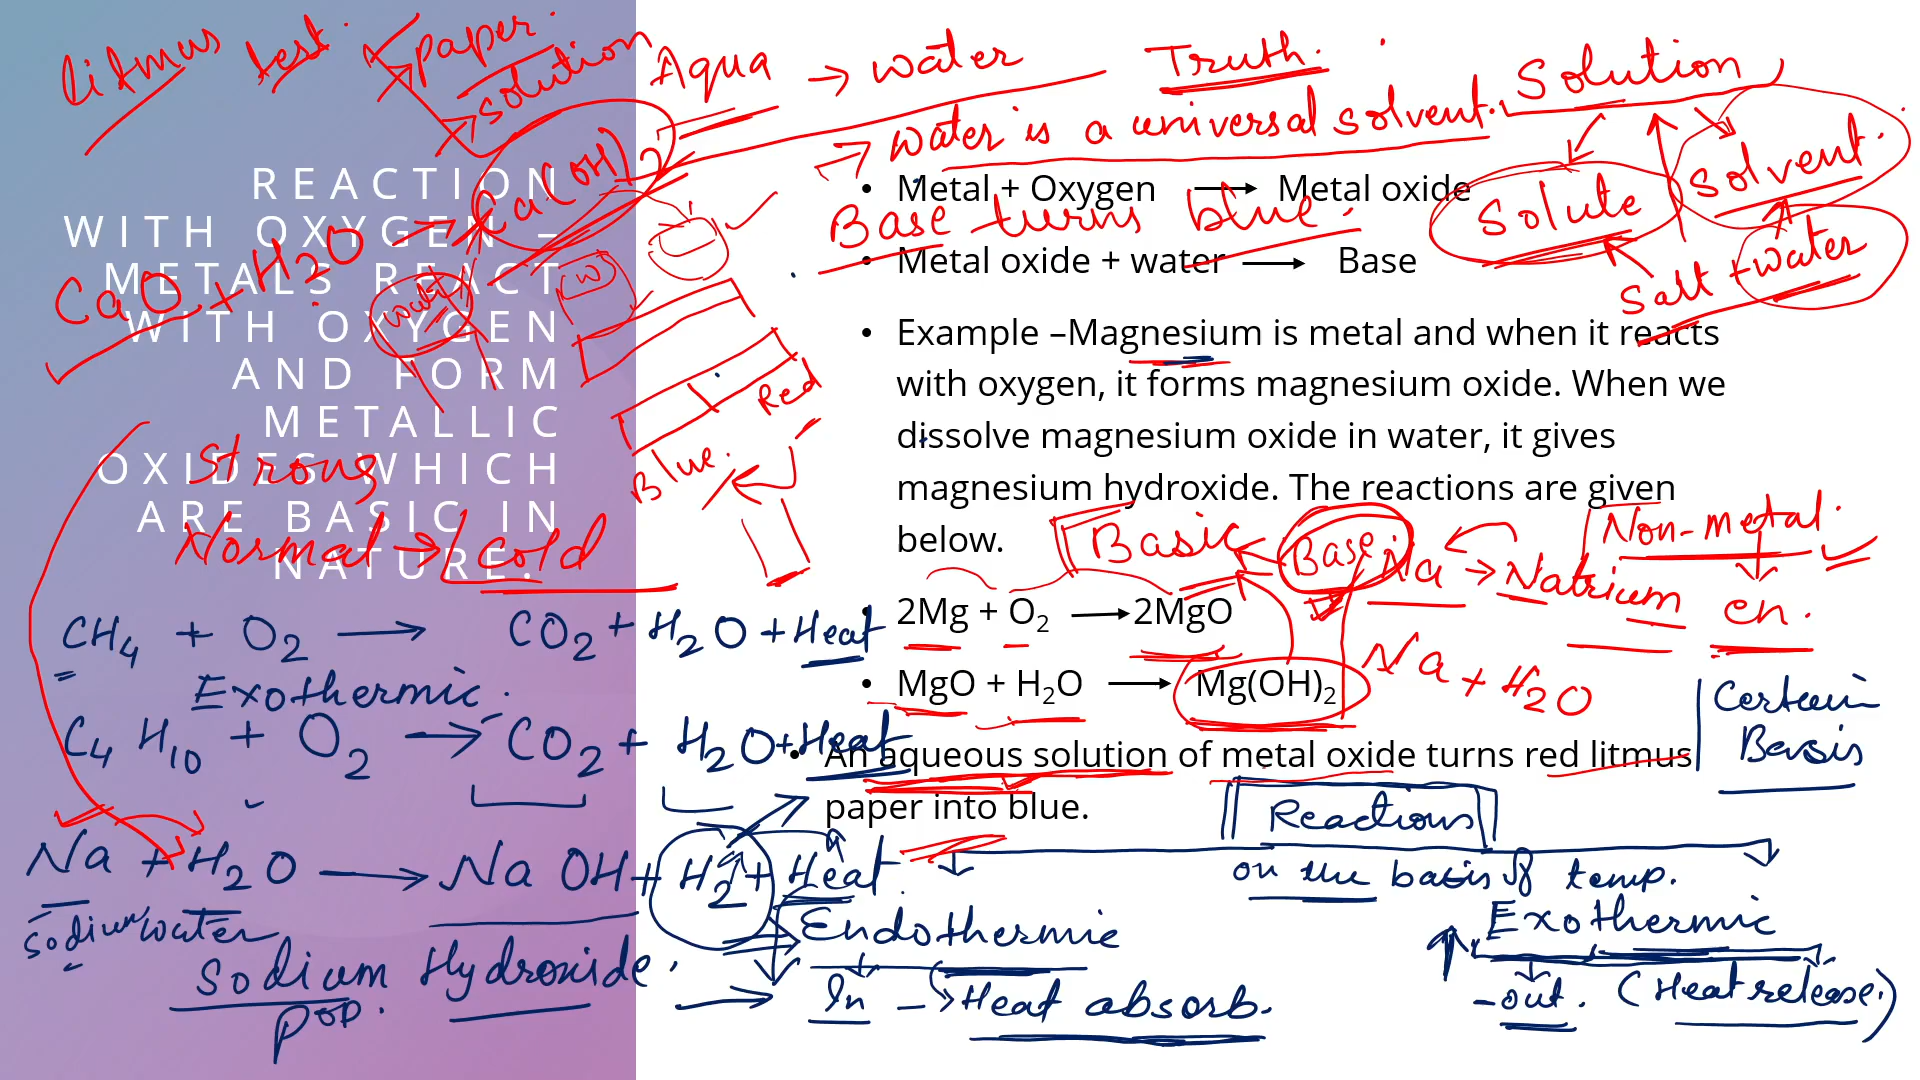 litmus test. paper.
solution
Aqua → water
Truth.
Solution
→ water is a universal solvent.
Solute
Solvent.
Salt + water
Base turns blue.
CaO + H2O → Ca(OH)2
water
(W)
REACTION
WITH OXYGEN –
METALS REACT
WITH OXYGEN
AND FORM
METALLIC
OXIDES WHICH
ARE BASIC IN
NATURE.
Strong
Normal → cold
Red
Blue.
• Metal + Oxygen ⟶ Metal oxide
• Metal oxide + water ⟶ Base
• Example –Magnesium is metal and when it reacts
with oxygen, it forms magnesium oxide. When we
dissolve magnesium oxide in water, it gives
magnesium hydroxide. The reactions are given
below.
Basic
Base
Na → Natrium
Non-metal.
en.
• 2Mg + O2 ⟶ 2MgO
• MgO + H2O ⟶ Mg(OH)2
Na + H2O
• An aqueous solution of metal oxide turns red litmus
paper into blue.
Certain
Basis
CH4 + O2 → CO2 + H2O + Heat
Exothermic.
C4 H10 + O2 → CO2 + H2O + Heat
Na + H2O → Na OH + H2↑ + Heat.
sodium water
Sodium Hydroxide.
pop.
Reactions
on the basis of temp.
Endothermic
In → Heat absorb.
Exothermic
-out. (Heat release.)